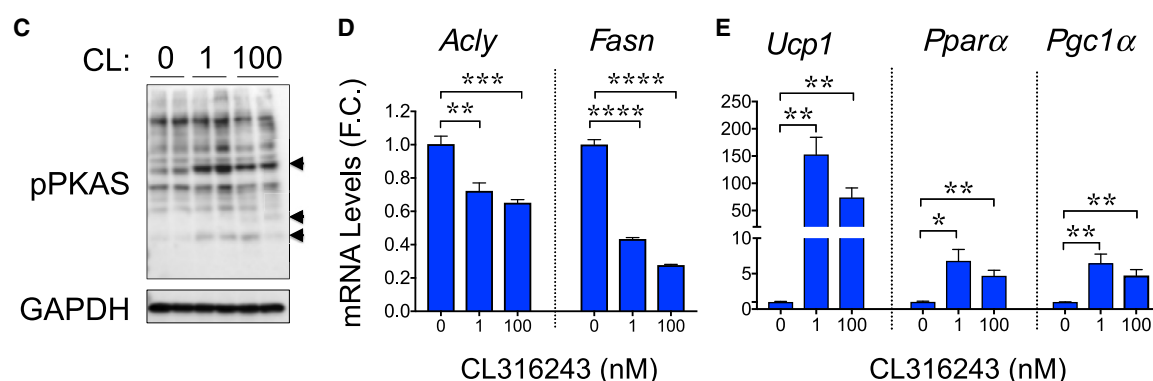 C
CL: 0 1 100
pPKAS
GAPDH
D
Acly Fasn
mRNA Levels (F.C.)
*** ****
** ****
1.2
1.0
0.8
0.6
0.4
0.2
0.0
0 1 100 0 1 100
CL316243 (nM)
E
Ucp1 Pparα Pgc1α
** ** **
** * **
250
200
150
100
50
10
5
0
0 1 100 0 1 100 0 1 100
CL316243 (nM)